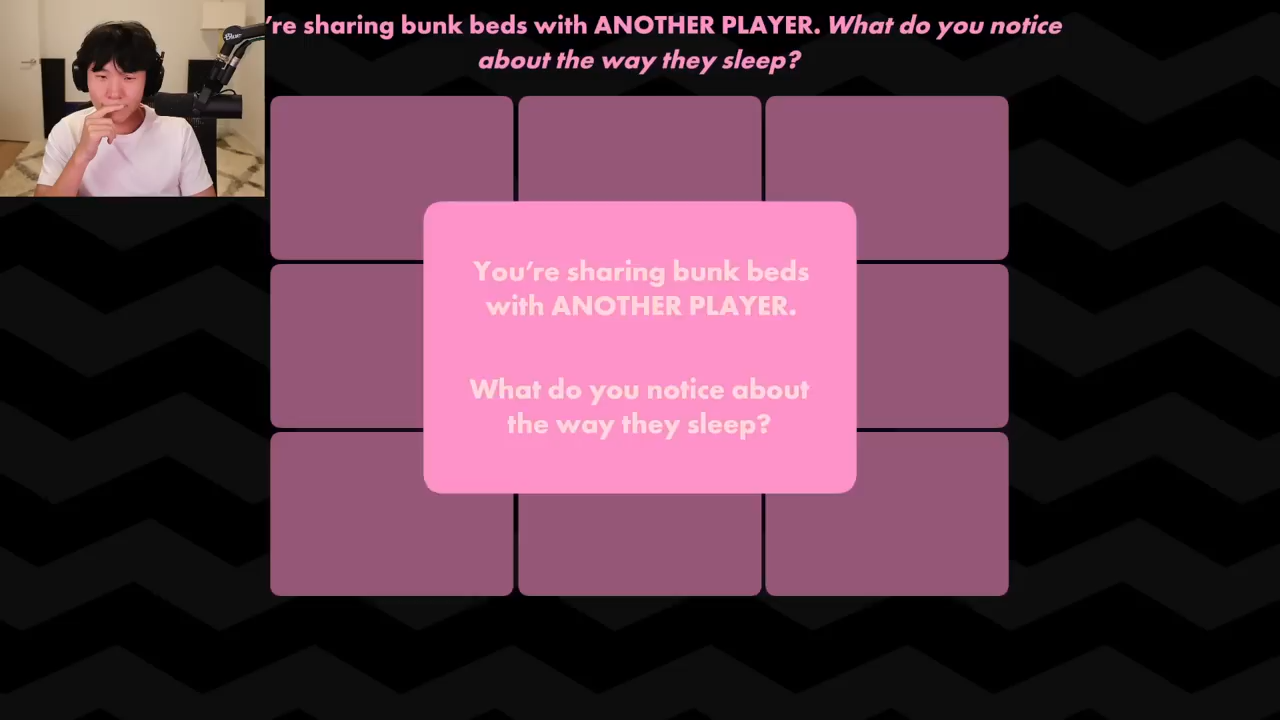 're sharing bunk beds with ANOTHER PLAYER. What do you notice
about the way they sleep?
You're sharing bunk beds
with ANOTHER PLAYER.
What do you notice about
the way they sleep?
Blue